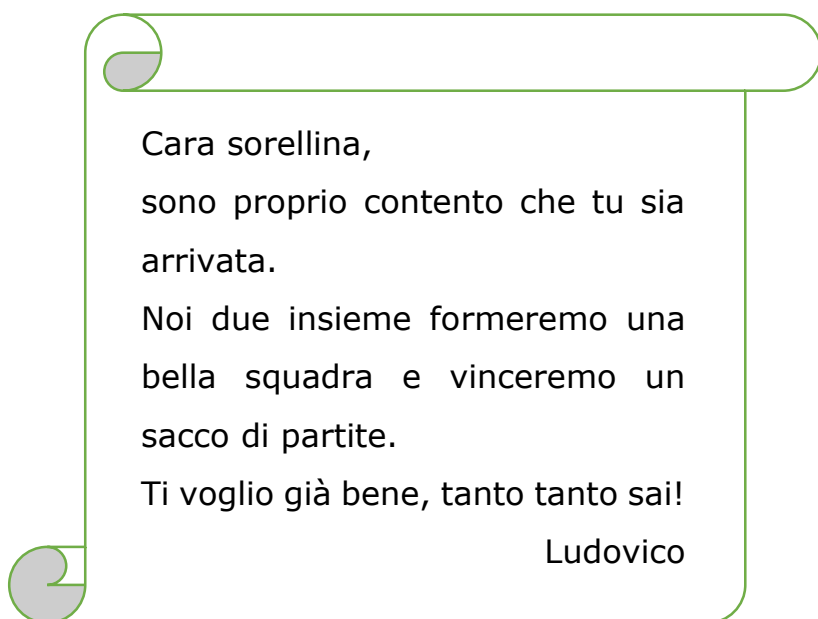 Cara sorellina,
sono proprio contento che tu sia
arrivata.
Noi due insieme formeremo una
bella squadra e vinceremo un
sacco di partite.
Ti voglio già bene, tanto tanto sai!
Ludovico